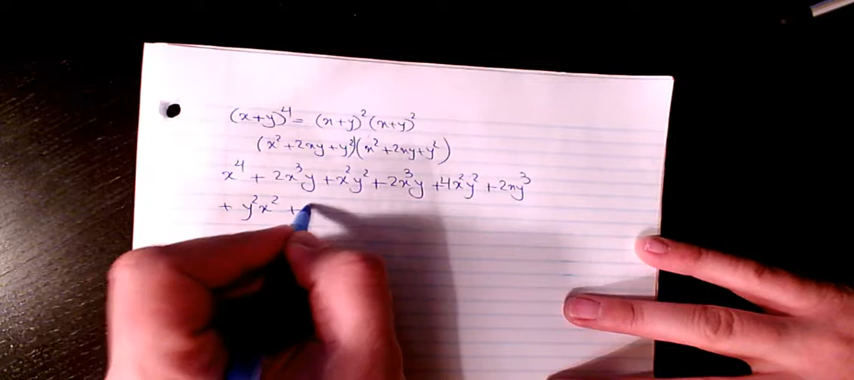 (x+y)⁴ = (x+y)²(x+y)²
(x²+2xy+y²)(x²+2xy+y²)
x⁴ + 2x³y + x²y² + 2x³y + 4x²y² + 2xy³
+ y²x² +